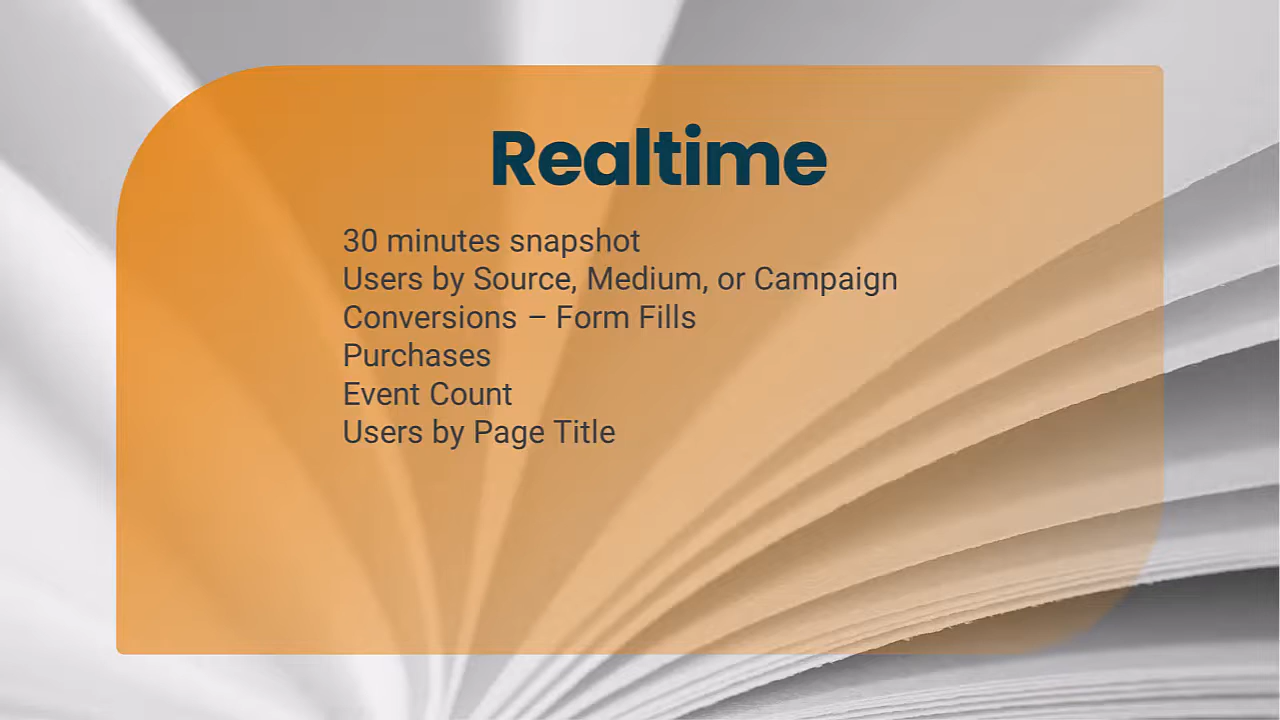 Realtime
30 minutes snapshot
Users by Source, Medium, or Campaign
Conversions – Form Fills
Purchases
Event Count
Users by Page Title